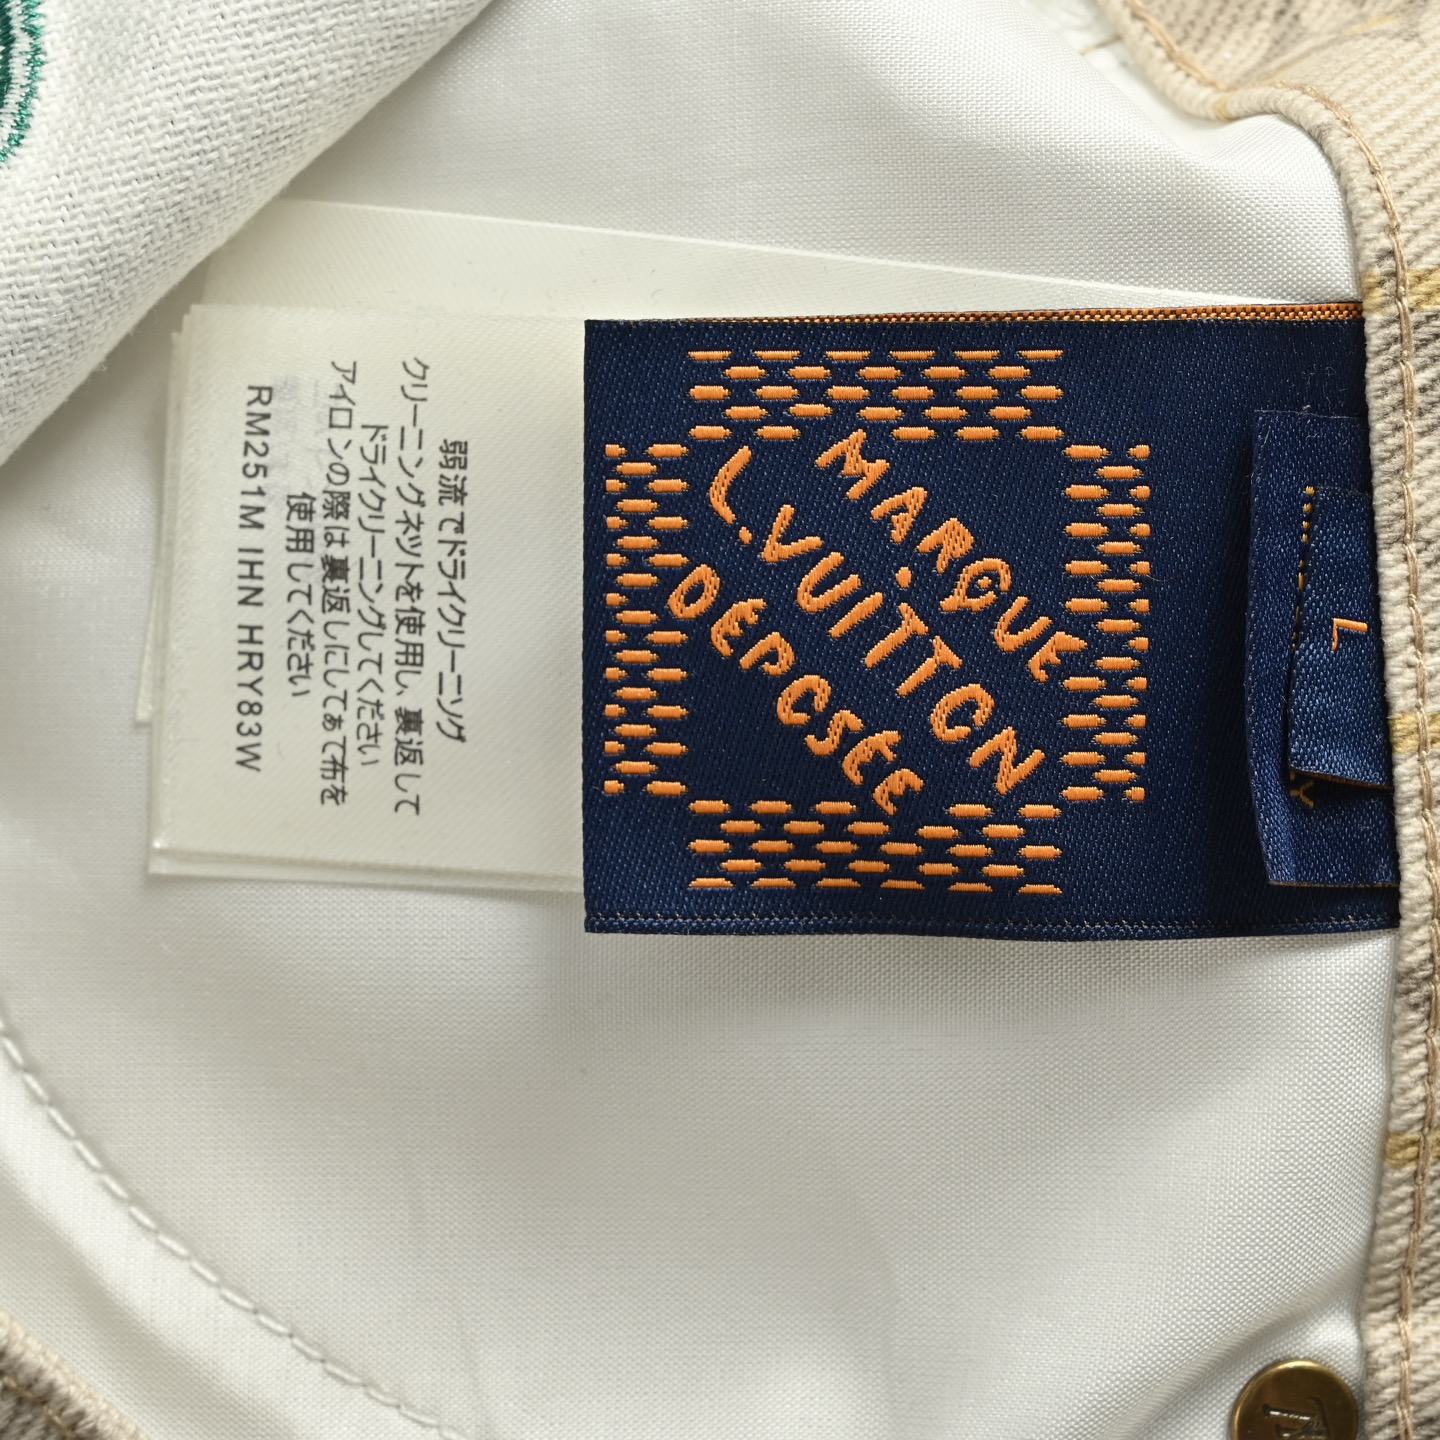 弱流でドライクリーニソグ
クリーニングネツトを使用し、裏返して
ドライクリーニングしてください
アイロンの際は裏返しにしてあて布を
使用してください
RM251M IHN HRY83W
MARQUE
L.VUITTON
DÉPOSÉE
L